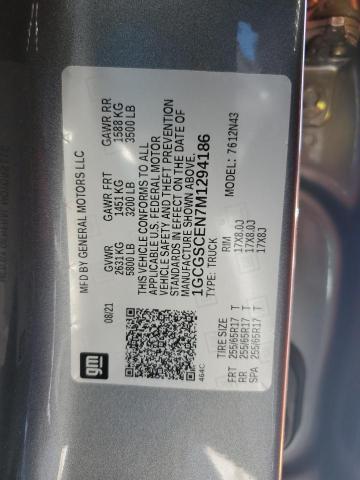 MFD BY GENERAL MOTORS LLC
08/21
GVWR
2631 KG
5800 LB
GAWR FRT
1451 KG
3200 LB
GAWR RR
1588 KG
3500 LB
THIS VEHICLE CONFORMS TO ALL
APPLICABLE U.S. FEDERAL MOTOR
VEHICLE SAFETY AND THEFT PREVENTION
STANDARDS IN EFFECT ON THE DATE OF
MANUFACTURE SHOWN ABOVE.
1GCGSCEN7M1294186
TYPE: TRUCK
MODEL: 7612N43
gm
464C
TIRE SIZE
RIM
FRT 255/65R17 T 17X8.0J
RR 255/65R17 T 17X8.0J
SPA 255/65R17 T 17X8J